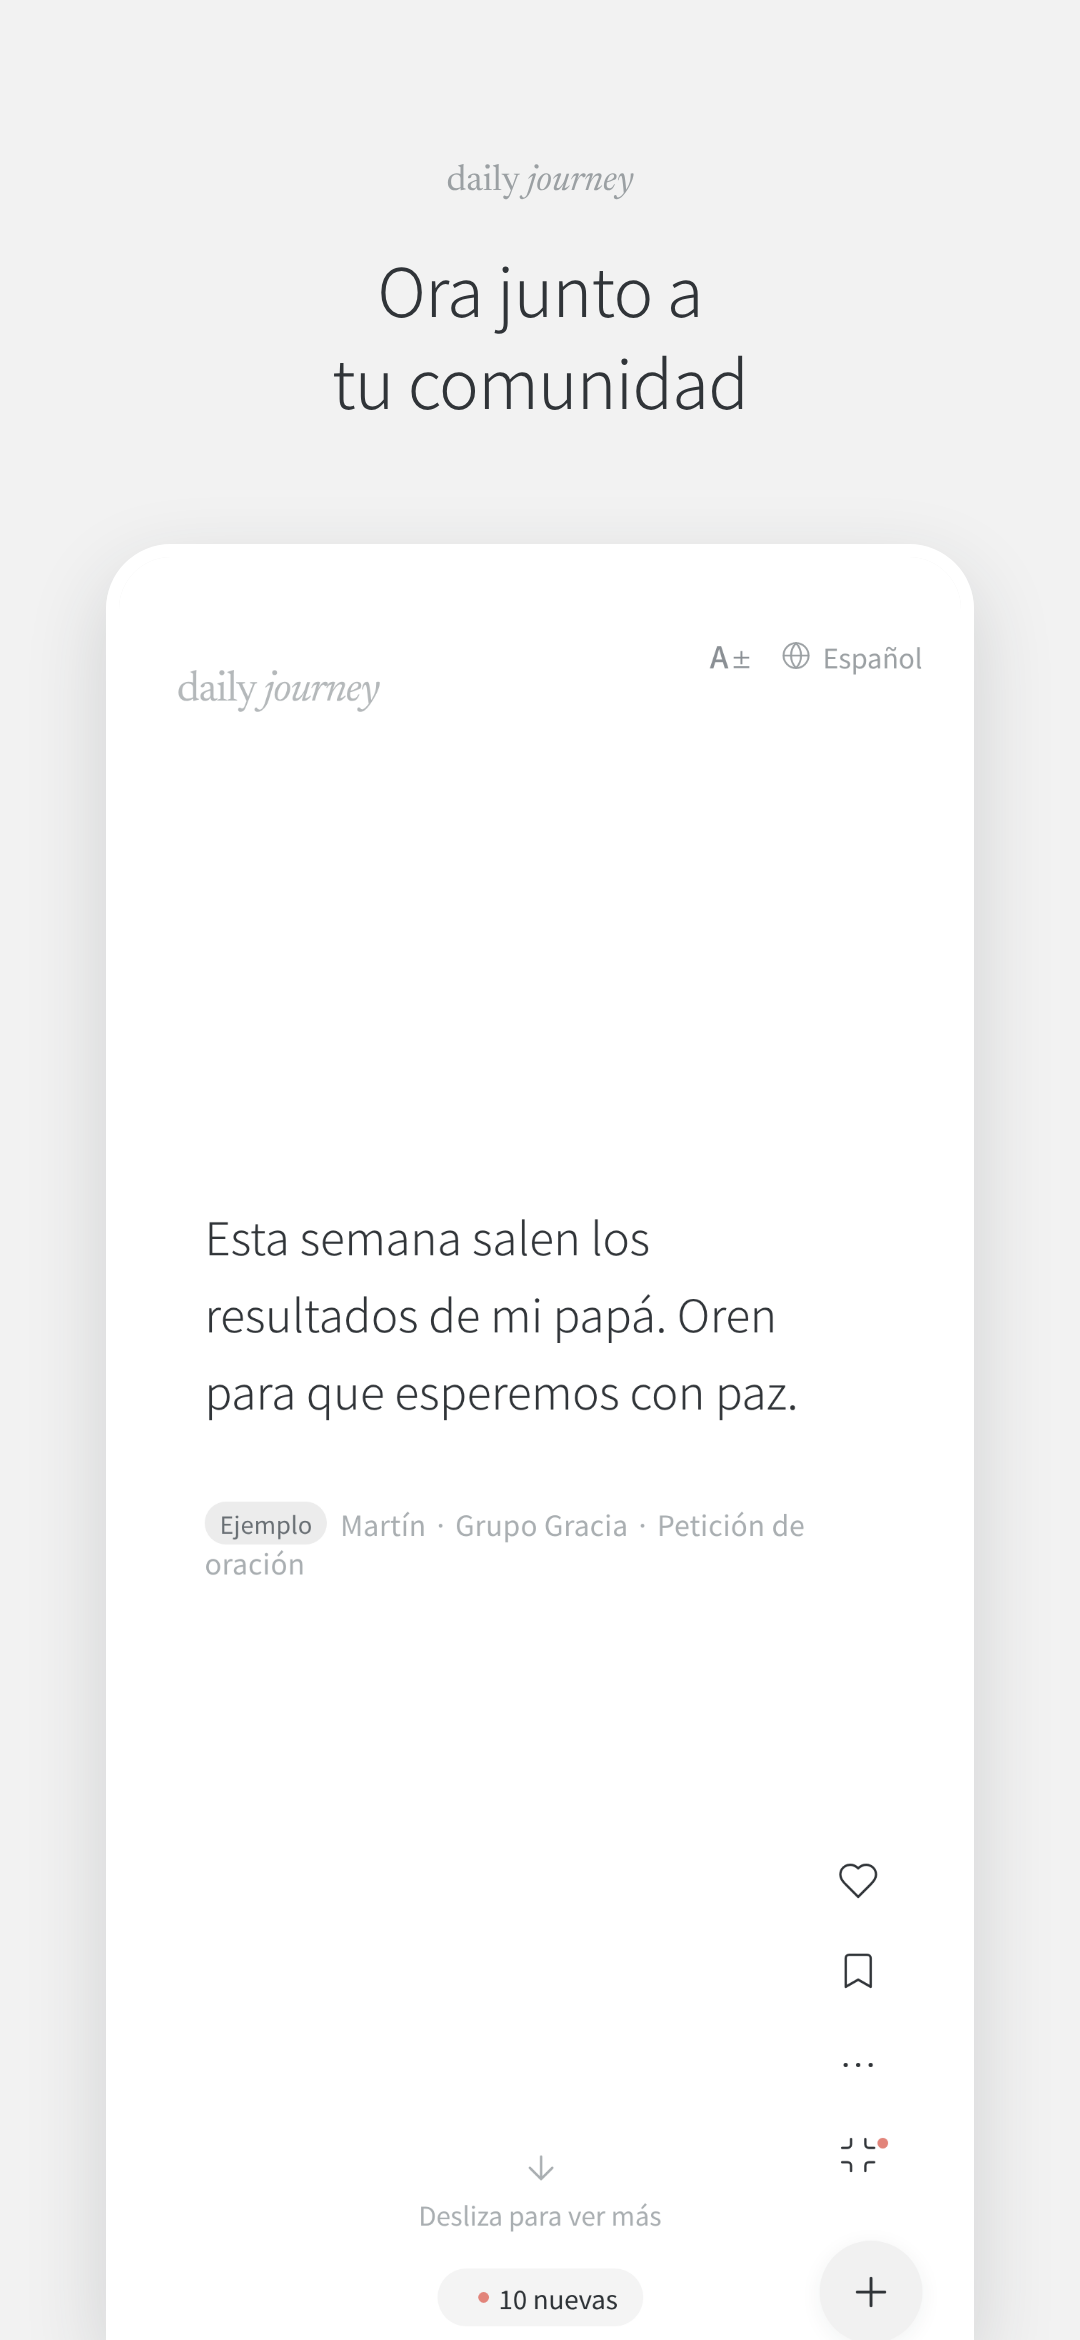 daily journey
Ora junto a
tu comunidad
A± Español
daily journey
Esta semana salen los
resultados de mi papá. Oren
para que esperemos con paz.
Ejemplo Martín · Grupo Gracia · Petición de
oración
Desliza para ver más
10 nuevas